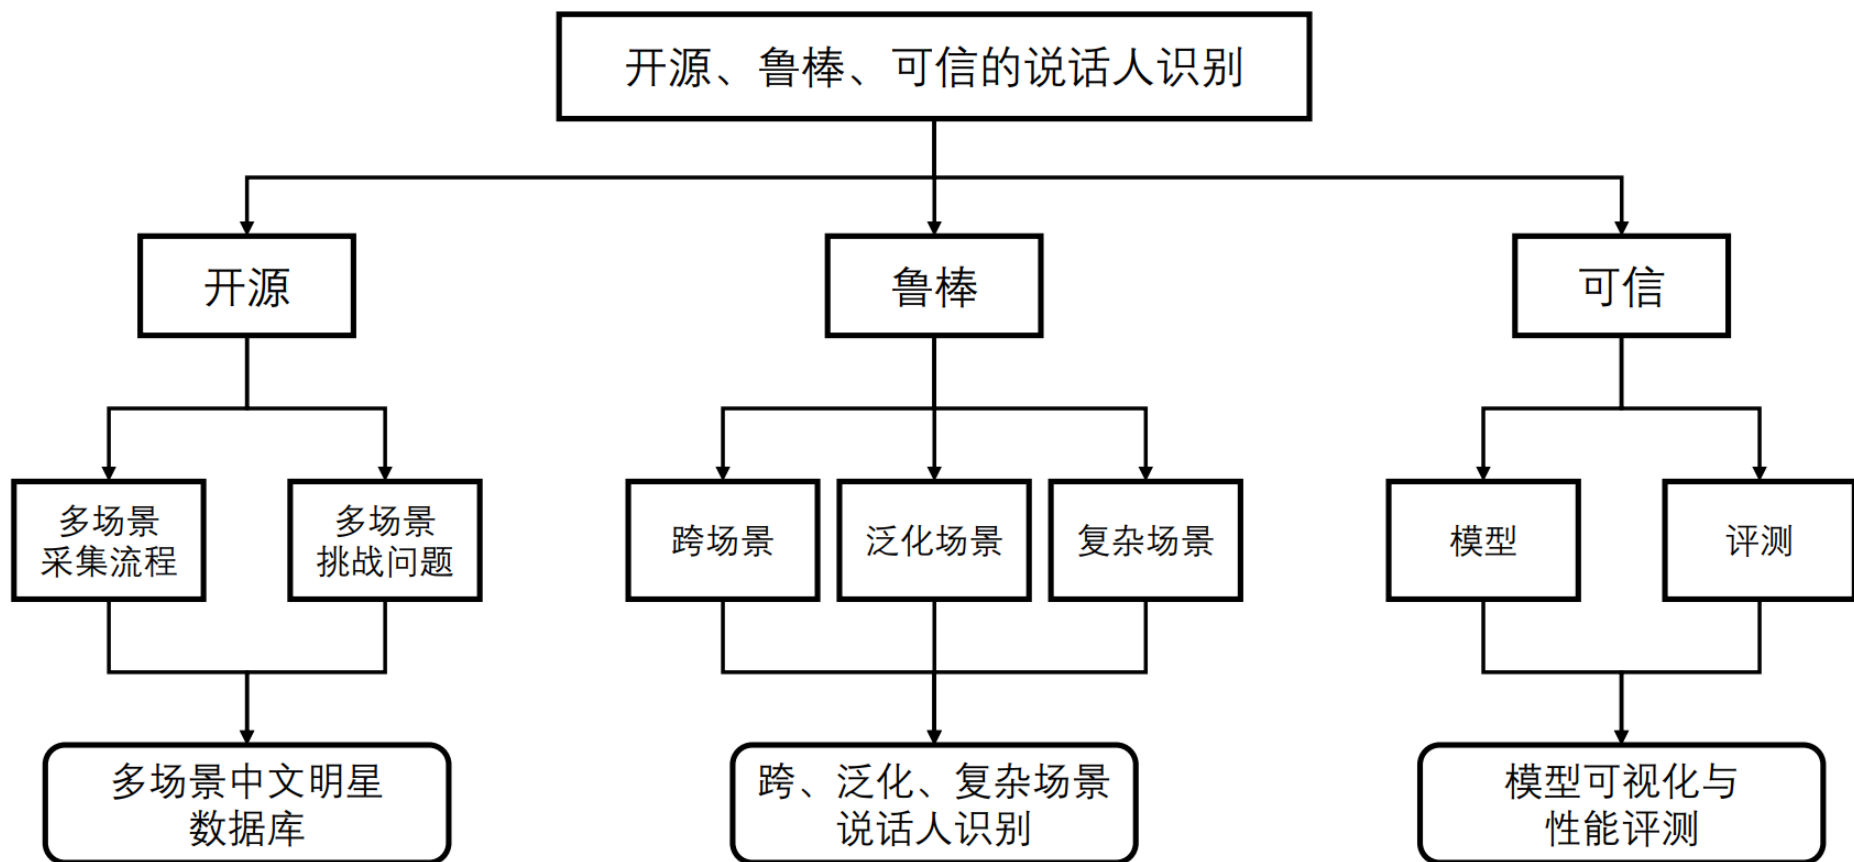 开源、鲁棒、可信的说话人识别
开源
鲁棒
可信
多场景
采集流程
多场景
挑战问题
跨场景
泛化场景
复杂场景
模型
评测
多场景中文明星
数据库
跨、泛化、复杂场景
说话人识别
模型可视化与
性能评测